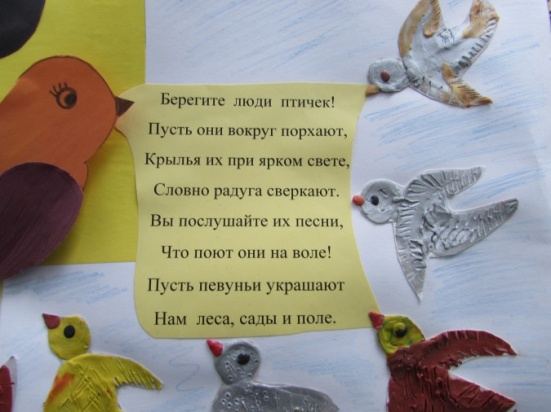 Берегите люди птичек!
Пусть они вокруг порхают,
Крылья их при ярком свете,
Словно радуга сверкают.
Вы послушайте их песни,
Что поют они на воле!
Пусть певуньи украшают
Нам леса, сады и поле.